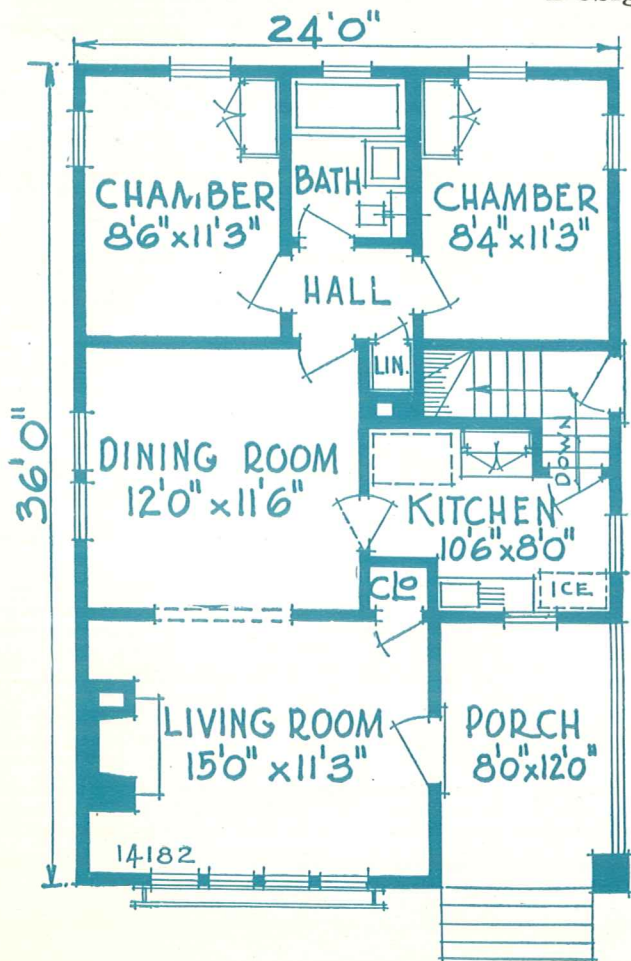 24'0"
36'0"
CHAMBER
8'6"x11'3"
BATH
CHAMBER
8'4"x11'3"
HALL
LIN.
DINING ROOM
12'0"x11'6"
DOWN
KITCHEN
10'6"x8'0"
CLO
ICE
LIVING ROOM
15'0"x11'3"
PORCH
8'0"x12'0"
14182